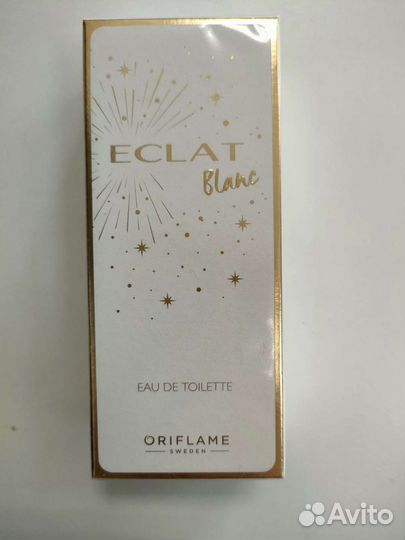 ECLAT
Blanc
EAU DE TOILETTE
ORIFLAME
SWEDEN
Avito